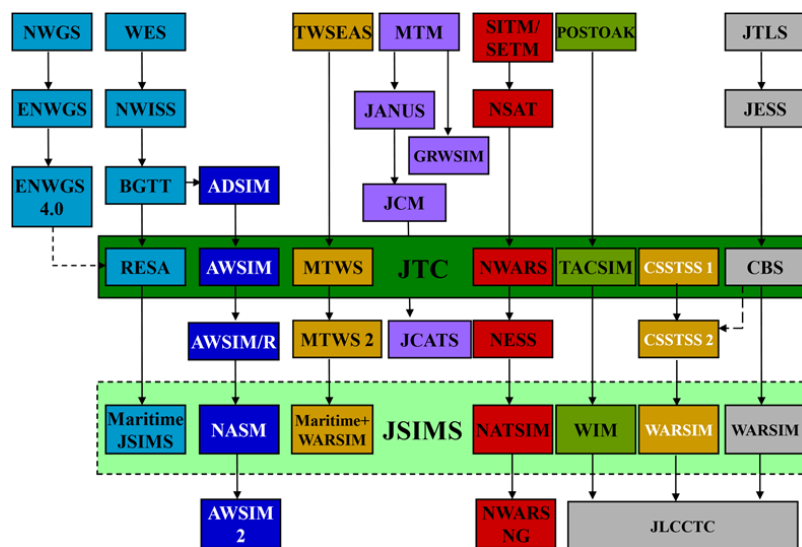 NWGS
WES
TWSEAS
MTM
SITM/
SETM
POSTOAK
JTLS
ENWGS
NWISS
JANUS
NSAT
JESS
GRWSIM
ENWGS
4.0
BGTT
ADSIM
JCM
RESA
AWSIM
MTWS
JTC
NWARS
TACSIM
CSSTSS 1
CBS
AWSIM/R
MTWS 2
JCATS
NESS
CSSTSS 2
Maritime
JSIMS
NASM
Maritime+
WARSIM
JSIMS
NATSIM
WIM
WARSIM
WARSIM
AWSIM
2
NWARS
NG
JLCCTC